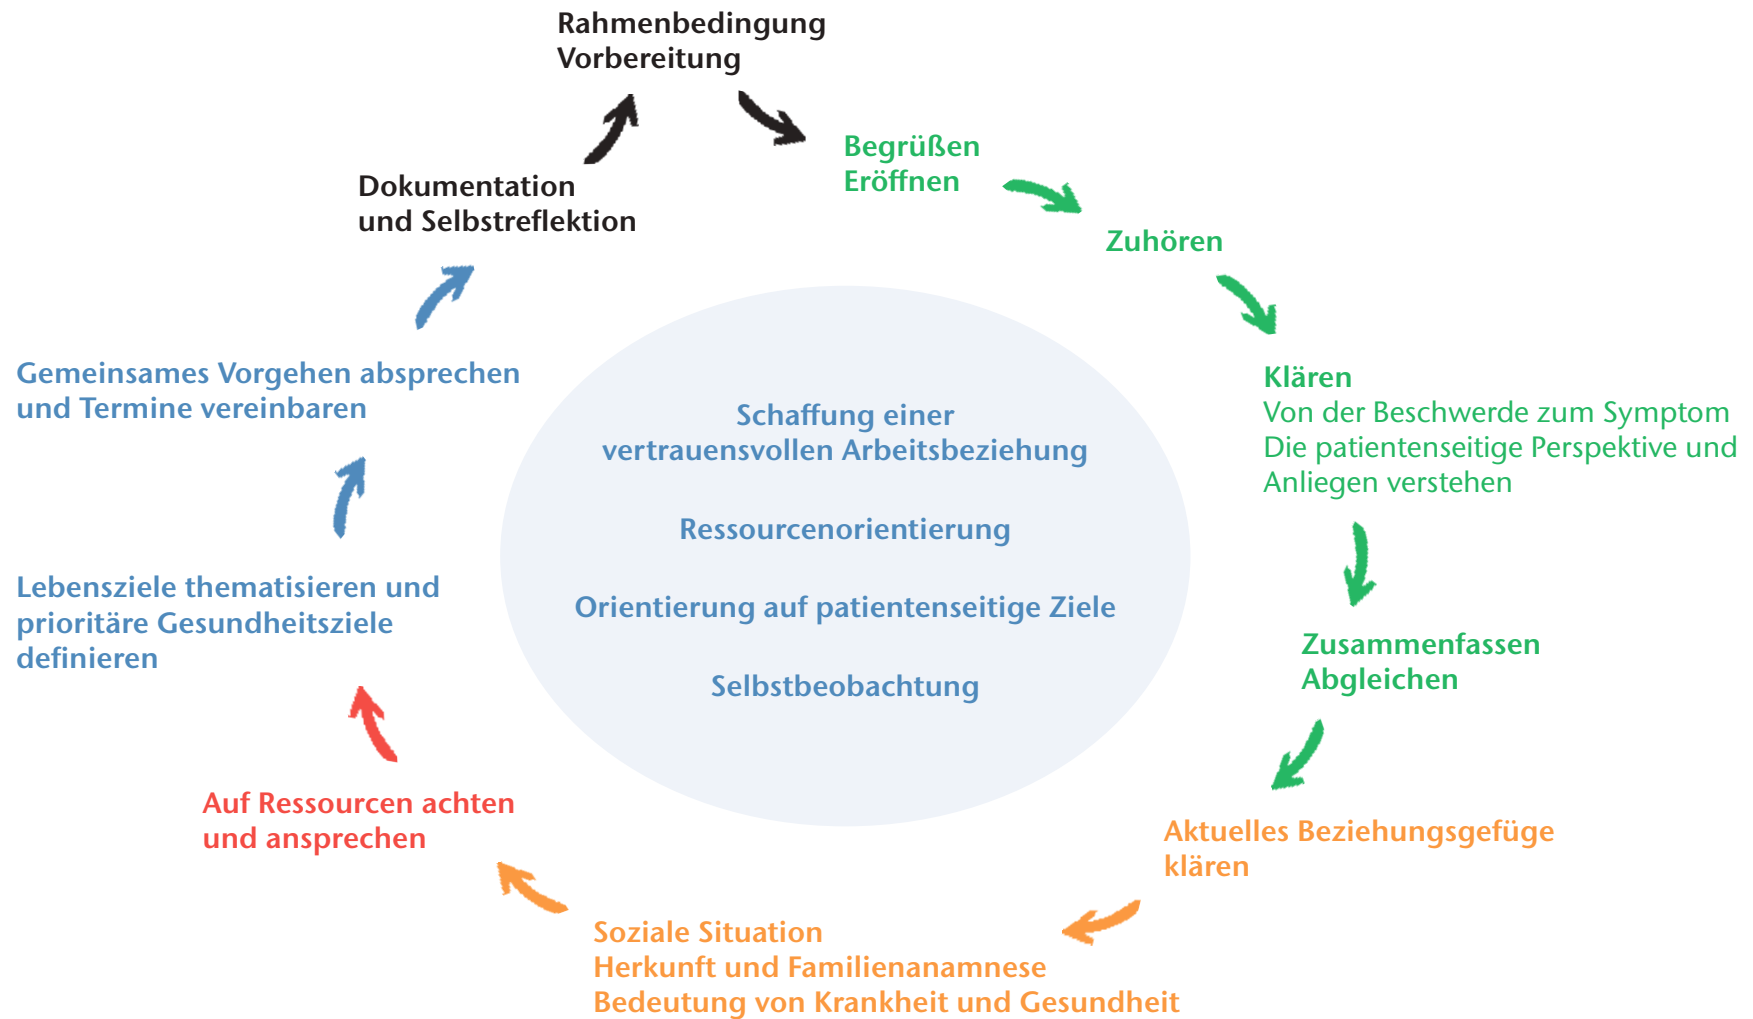 Rahmenbedingung
Vorbereitung
Begrüßen
Eröffnen
Zuhören
Klären
Von der Beschwerde zum Symptom
Die patientenseitige Perspektive und
Anliegen verstehen
Zusammenfassen
Abgleichen
Aktuelles Beziehungsgefüge
klären
Soziale Situation
Herkunft und Familienanamnese
Bedeutung von Krankheit und Gesundheit
Auf Ressourcen achten
und ansprechen
Lebensziele thematisieren und
prioritäre Gesundheitsziele
definieren
Gemeinsames Vorgehen absprechen
und Termine vereinbaren
Dokumentation
und Selbstreflektion
Schaffung einer
vertrauensvollen Arbeitsbeziehung
Ressourcenorientierung
Orientierung auf patientenseitige Ziele
Selbstbeobachtung